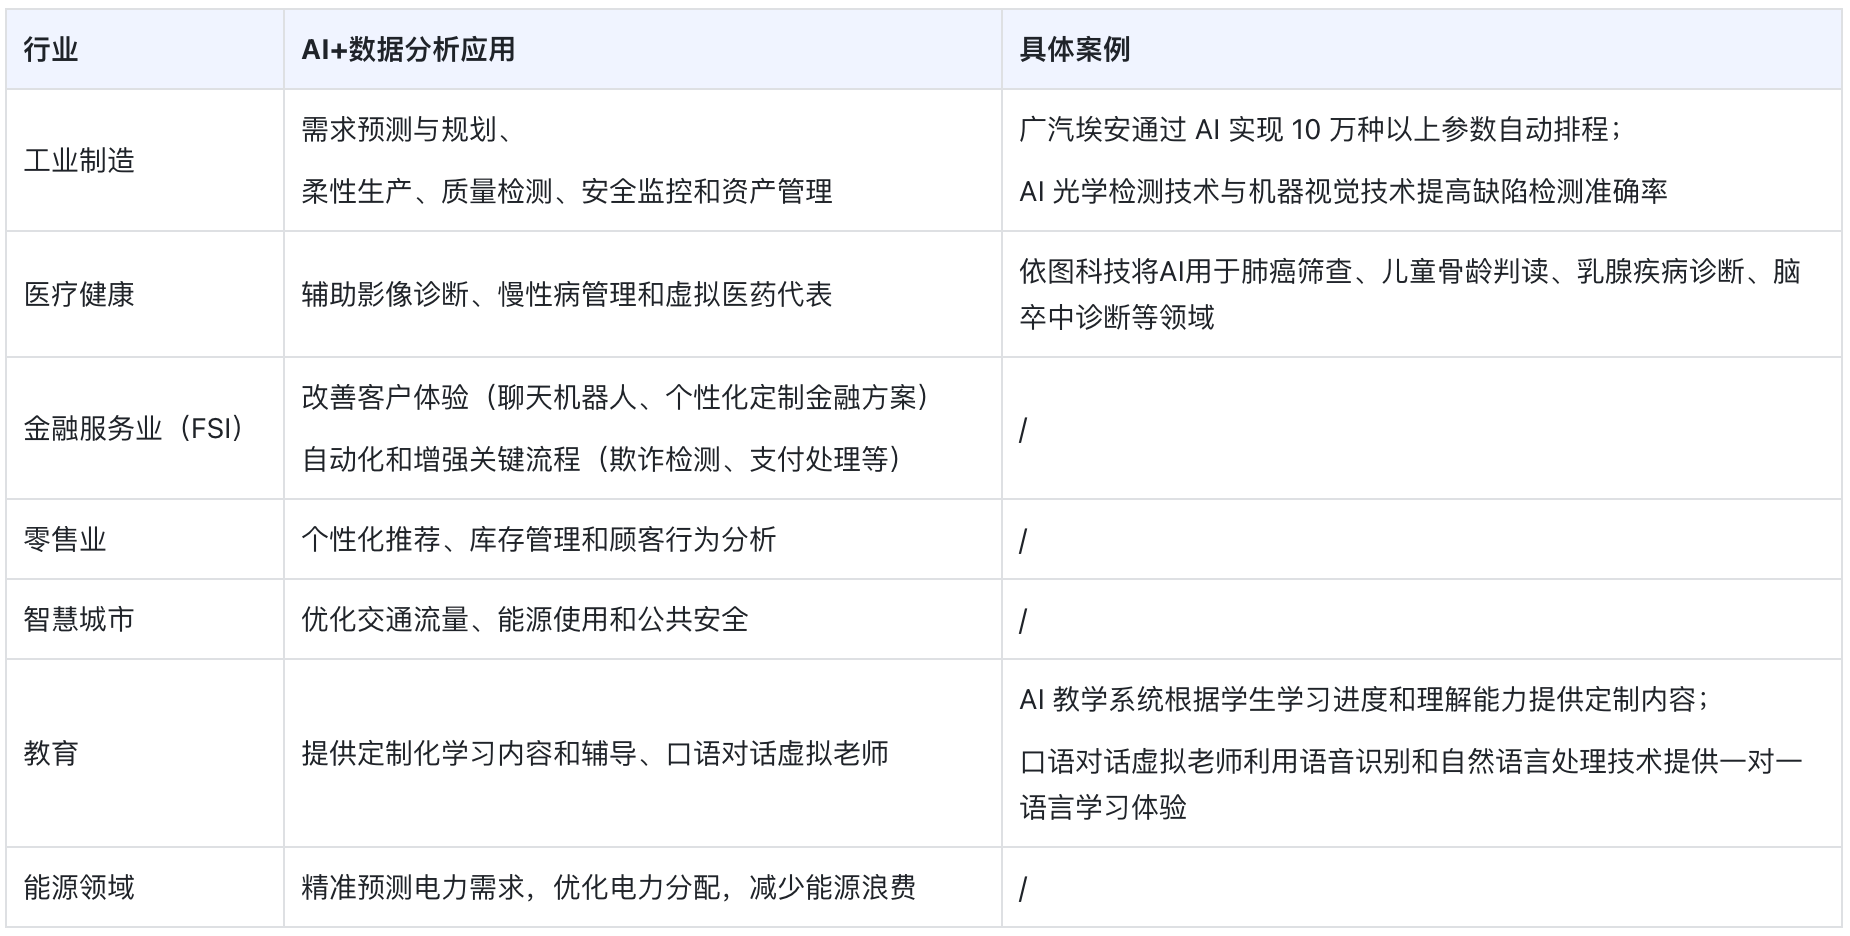 行业
AI+数据分析应用
具体案例
工业制造
需求预测与规划、
柔性生产、质量检测、安全监控和资产管理
广汽埃安通过 AI 实现 10 万种以上参数自动排程；
AI 光学检测技术与机器视觉技术提高缺陷检测准确率
医疗健康
辅助影像诊断、慢性病管理和虚拟医药代表
依图科技将AI用于肺癌筛查、儿童骨龄判读、乳腺疾病诊断、脑
卒中诊断等领域
金融服务业（FSI）
改善客户体验（聊天机器人、个性化定制金融方案）
自动化和增强关键流程（欺诈检测、支付处理等）
/
零售业
个性化推荐、库存管理和顾客行为分析
/
智慧城市
优化交通流量、能源使用和公共安全
/
教育
提供定制化学习内容和辅导、口语对话虚拟老师
AI 教学系统根据学生学习进度和理解能力提供定制内容；
口语对话虚拟老师利用语音识别和自然语言处理技术提供一对一
语言学习体验
能源领域
精准预测电力需求，优化电力分配，减少能源浪费
/